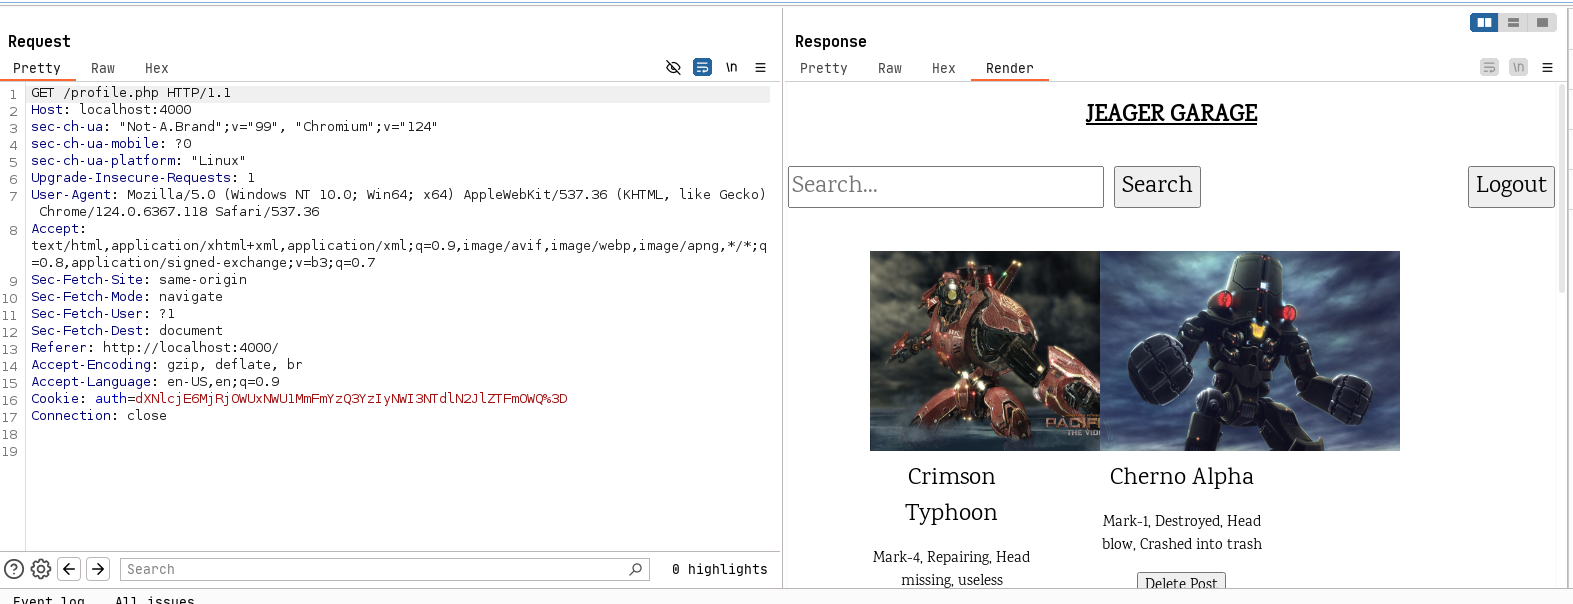 Request
Pretty Raw Hex
\n
1 GET /profile.php HTTP/1.1
2 Host: localhost:4000
3 sec-ch-ua: "Not-A.Brand";v="99", "Chromium";v="124"
4 sec-ch-ua-mobile: ?0
5 sec-ch-ua-platform: "Linux"
6 Upgrade-Insecure-Requests: 1
7 User-Agent: Mozilla/5.0 (Windows NT 10.0; Win64; x64) AppleWebKit/537.36 (KHTML, like Gecko)
Chrome/124.0.6367.118 Safari/537.36
8 Accept:
text/html,application/xhtml+xml,application/xml;q=0.9,image/avif,image/webp,image/apng,*/*;q
=0.8,application/signed-exchange;v=b3;q=0.7
9 Sec-Fetch-Site: same-origin
10 Sec-Fetch-Mode: navigate
11 Sec-Fetch-User: ?1
12 Sec-Fetch-Dest: document
13 Referer: http://localhost:4000/
14 Accept-Encoding: gzip, deflate, br
15 Accept-Language: en-US,en;q=0.9
16 Cookie: auth=dXNlcjE6MjRjOWUxNWU1MmFmYzQ3YzIyNWI3NTdlN2JlZTFmOWQ%3D
17 Connection: close
18
19
Search
0 highlights
Event log All issues
Response
Pretty Raw Hex Render
\n
JEAGER GARAGE
Search...
Search
Logout
PACIF
THE VID
Crimson
Typhoon
Mark-4, Repairing, Head
missing, useless
Cherno Alpha
Mark-1, Destroyed, Head
blow, Crashed into trash
Delete Post